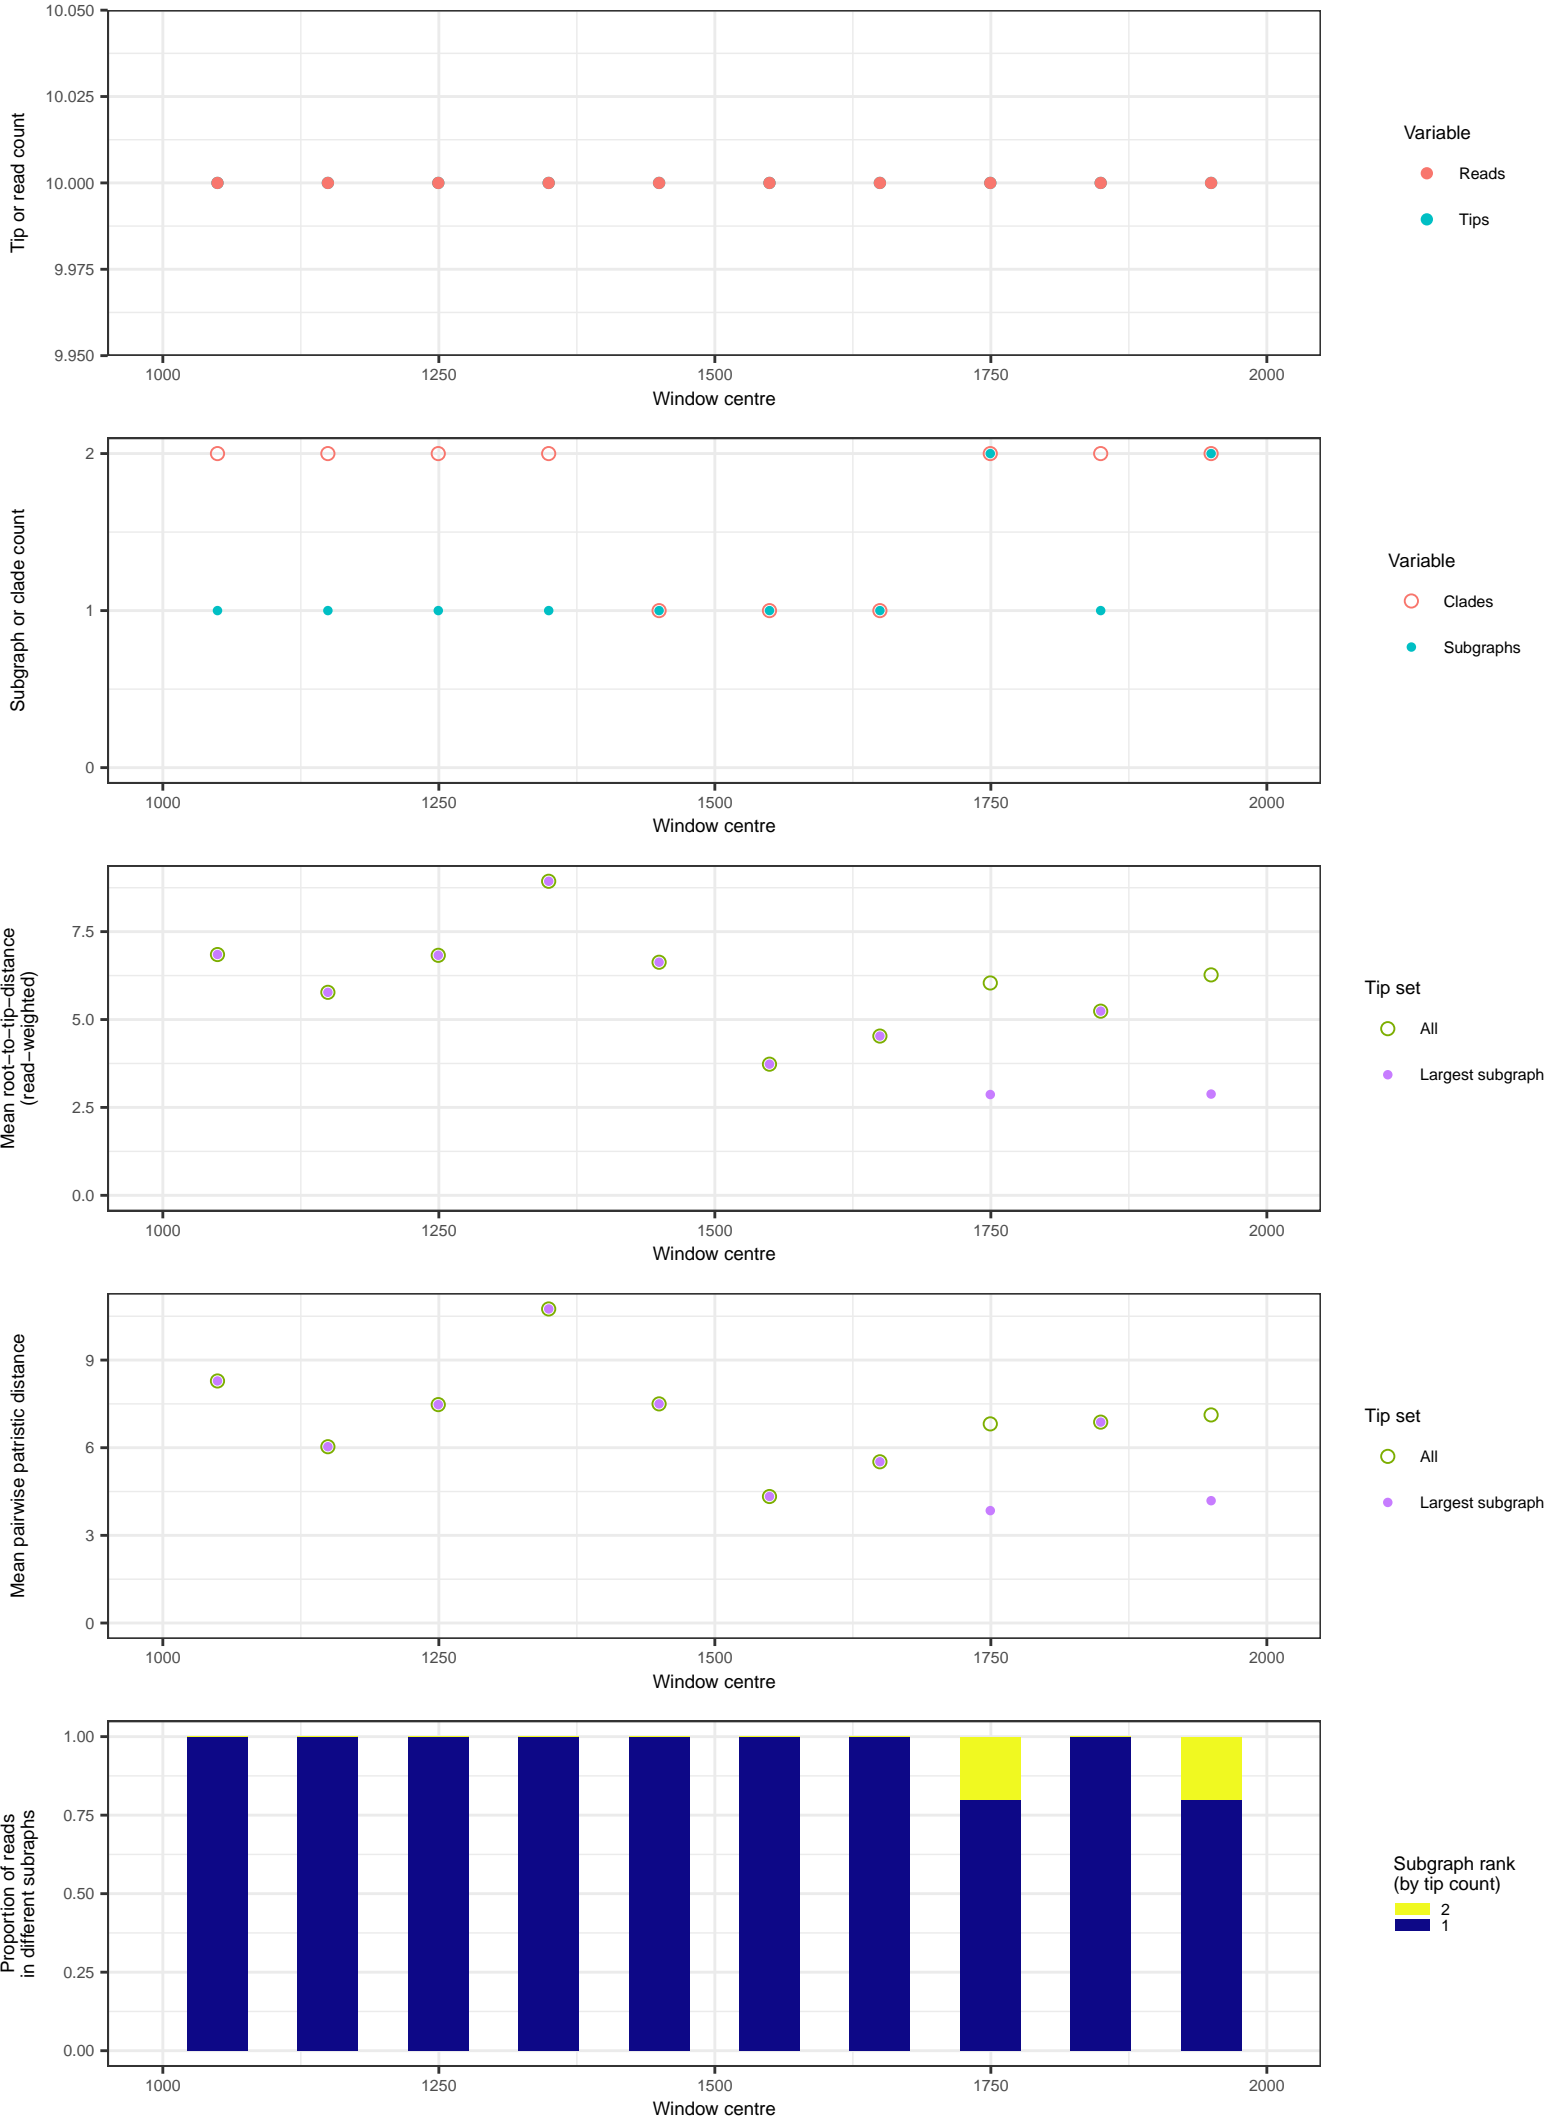 10.050
10.025
10.000
9.975
9.950
Tip or read count
1000 1250 1500 1750 2000
Window centre
Variable
Reads
Tips
2
1
0
Subgraph or clade count
1000 1250 1500 1750 2000
Window centre
Variable
Clades
Subgraphs
7.5
5.0
2.5
0.0
Mean root-to-tip-distance
(read-weighted)
1000 1250 1500 1750 2000
Window centre
Tip set
All
Largest subgraph
9
6
3
0
Mean pairwise patristic distance
1000 1250 1500 1750 2000
Window centre
Tip set
All
Largest subgraph
1.00
0.75
0.50
0.25
0.00
Proportion of reads
in different subraphs
1000 1250 1500 1750 2000
Window centre
Subgraph rank
(by tip count)
2
1